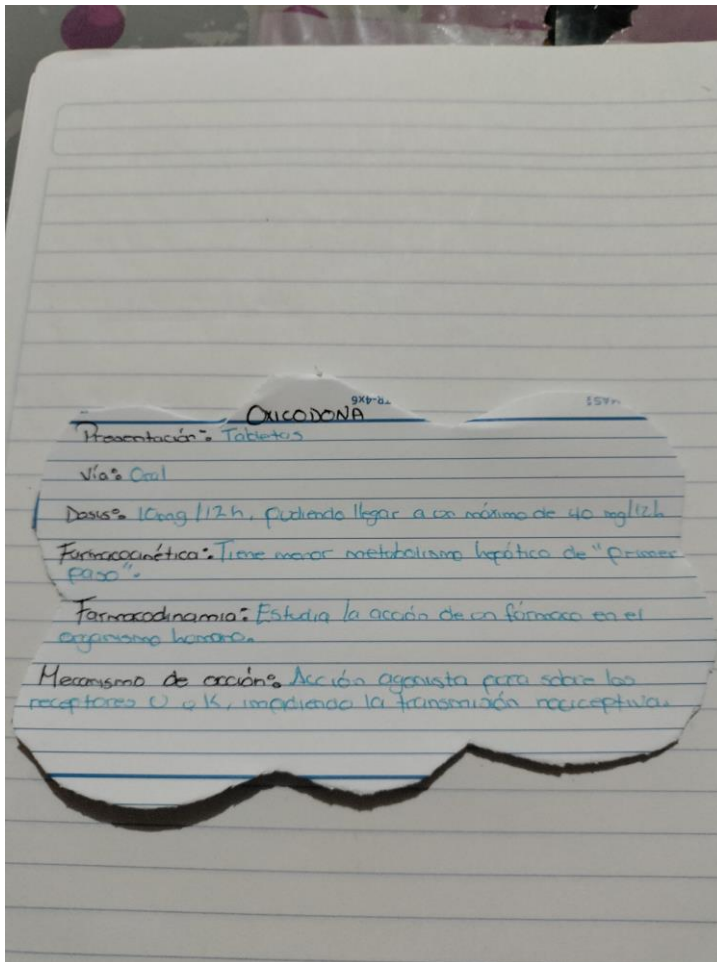 TR-4X6
OXICODONA
Presentación: Tabletas
Vía: Oral
Dosis: 10mg/12h, pudiendo llegar a un máximo de 40 mg/12h
Farmacocinética: Tiene menor metabolismo hepático de "primer
paso".
Farmacodinamia: Estudia la acción de un fármaco en el
organismo humano.
Mecanismo de acción: Acción agonista pura sobre los
receptores U y K, impidiendo la transmisión nociceptiva.